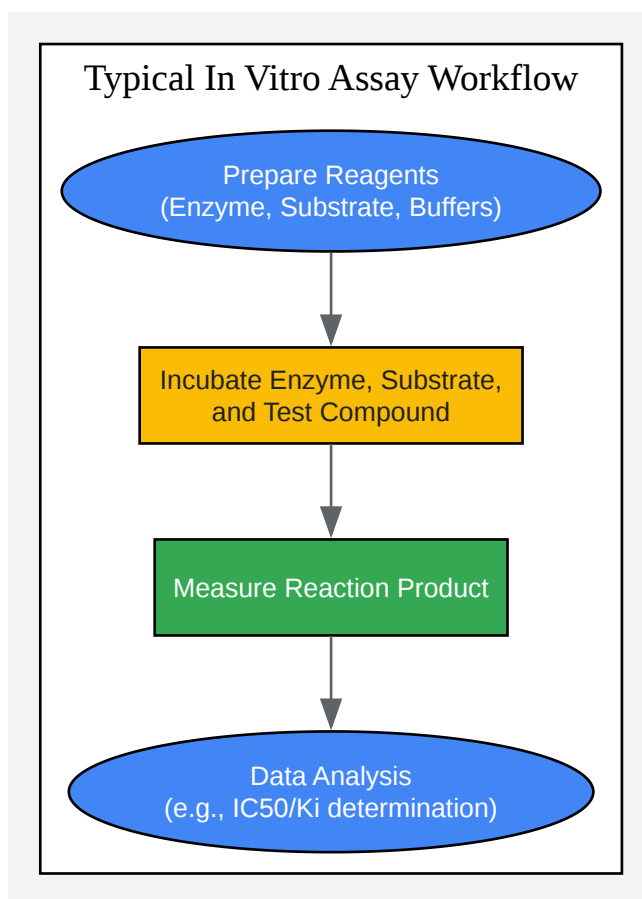 Typical In Vitro Assay Workflow
Prepare Reagents
(Enzyme, Substrate, Buffers)
Incubate Enzyme, Substrate,
and Test Compound
Measure Reaction Product
Data Analysis
(e.g., IC50/Ki determination)